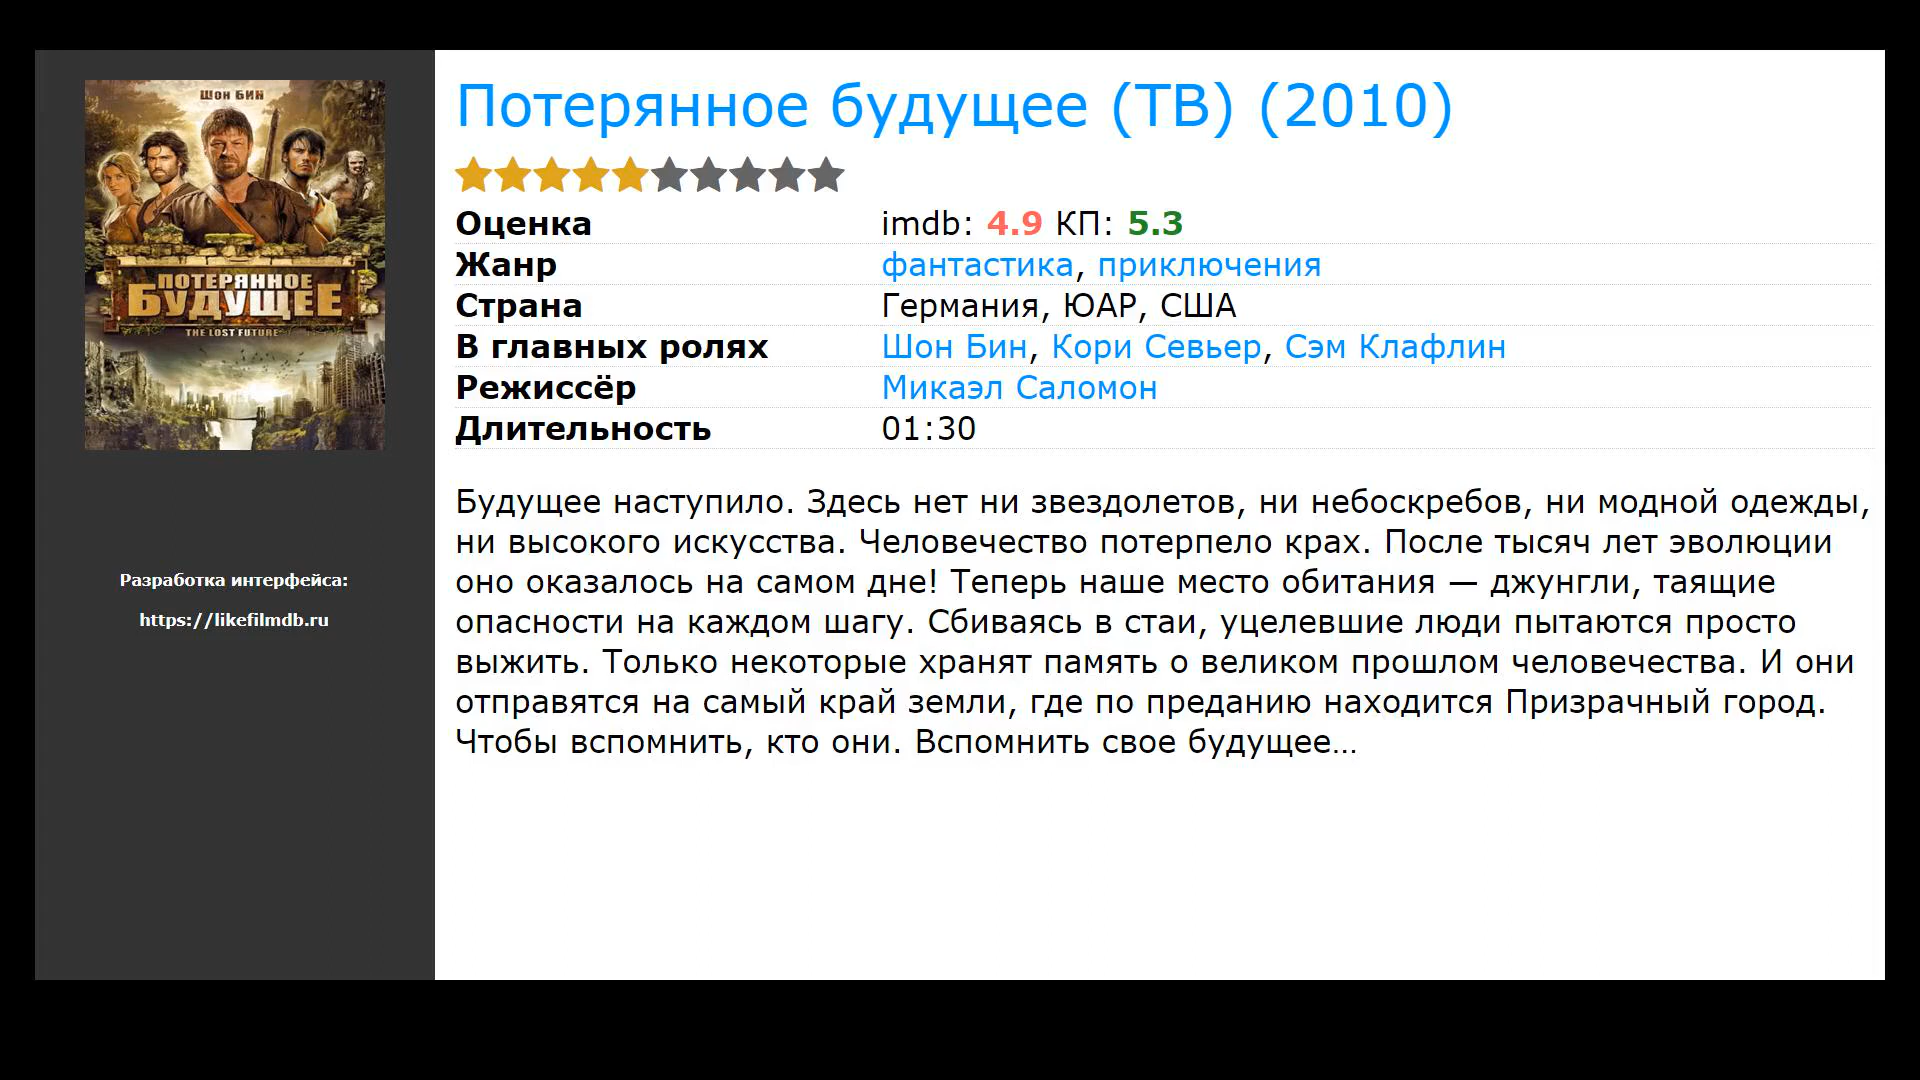 ШОН БИН
ПОТЕРЯННОЕ
БУДУЩЕЕ
THE LOST FUTURE
Разработка интерфейса:
https://likefilmdb.ru
Потерянное будущее (ТВ) (2010)
Оценка imdb: 4.9 КП: 5.3
Жанр фантастика, приключения
Страна Германия, ЮАР, США
В главных ролях Шон Бин, Кори Севьер, Сэм Клафлин
Режиссёр Микаэл Саломон
Длительность 01:30
Будущее наступило. Здесь нет ни звездолетов, ни небоскребов, ни модной одежды,
ни высокого искусства. Человечество потерпело крах. После тысяч лет эволюции
оно оказалось на самом дне! Теперь наше место обитания — джунгли, таящие
опасности на каждом шагу. Сбиваясь в стаи, уцелевшие люди пытаются просто
выжить. Только некоторые хранят память о великом прошлом человечества. И они
отправятся на самый край земли, где по преданию находится Призрачный город.
Чтобы вспомнить, кто они. Вспомнить свое будущее…